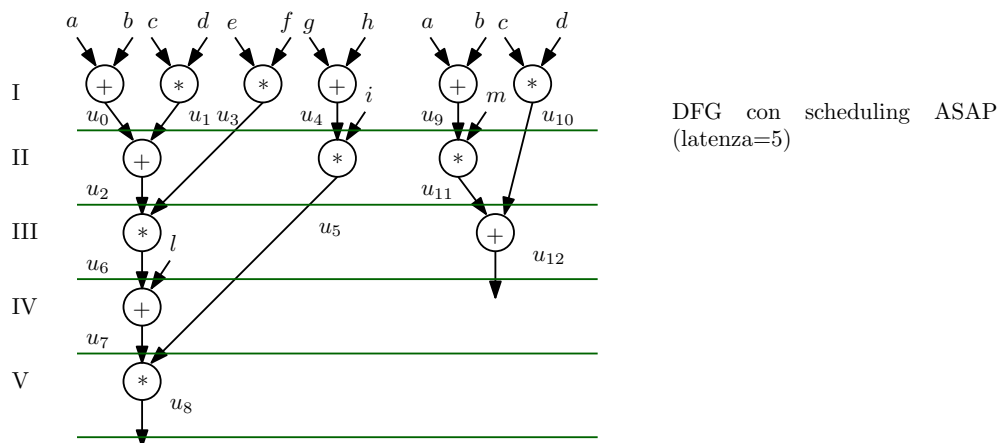 a b c d e f g h a b c d
+ * * + + *
I
i m
u0 u1 u3 u4 u9 u10
II
+ * *
u2 u11
III
* +
u5
l
u6 u12
IV
+
u7
V
*
u8
DFG con scheduling ASAP
(latenza=5)